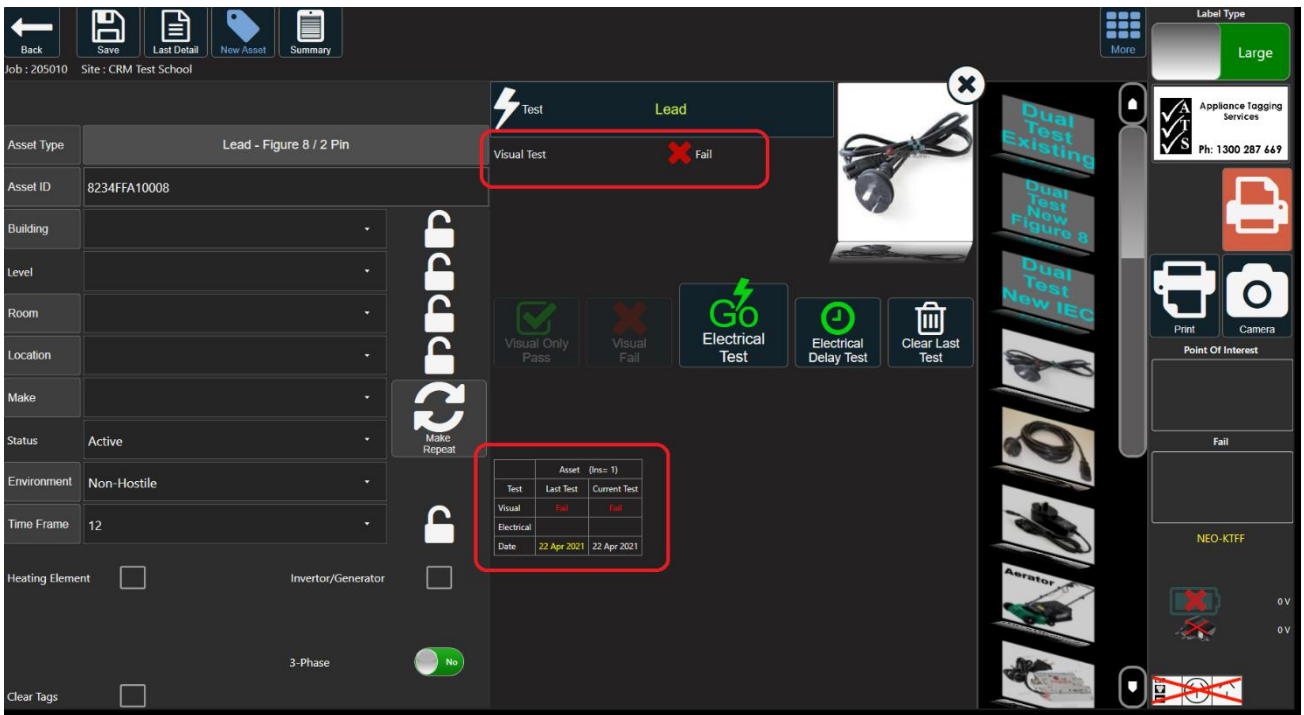 Back
Save
Last Detail
New Asset
Summary
More
Job : 205010 Site : CRM Test School
Label Type
Large
Test Lead
Visual Test Fail
Asset Type Lead - Figure 8 / 2 Pin
Asset ID 8234FFA10008
Building
Level
Room
Location
Make
Make
Repeat
Status Active
Environment Non-Hostile
Time Frame 12
Heating Element
Invertor/Generator
3-Phase No
Clear Tags
Visual Only
Pass
Visual
Fail
Go
Electrical
Test
Electrical
Delay Test
Clear Last
Test
Asset (Ins= 1)
Test Last Test Current Test
Visual Fail Fail
Electrical
Date 22 Apr 2021 22 Apr 2021
Dual
Test
Existing
Dual
Test
New
Figure 8
Dual
Test
New IEC
Aerator
A
T
S
Appliance Tagging
Services
Ph: 1300 287 669
Print
Camera
Point Of Interest
Fail
NEO-KTFF
0 V
0 V